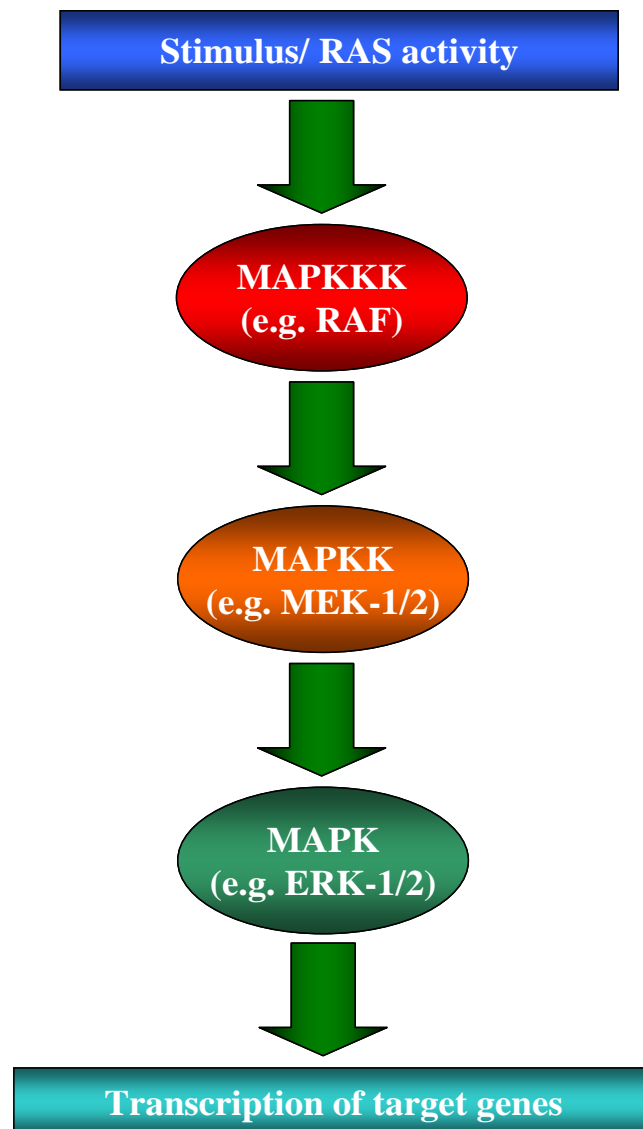 Stimulus/ RAS activity
MAPKKK
(e.g. RAF)
MAPKK
(e.g. MEK-1/2)
MAPK
(e.g. ERK-1/2)
Transcription of target genes